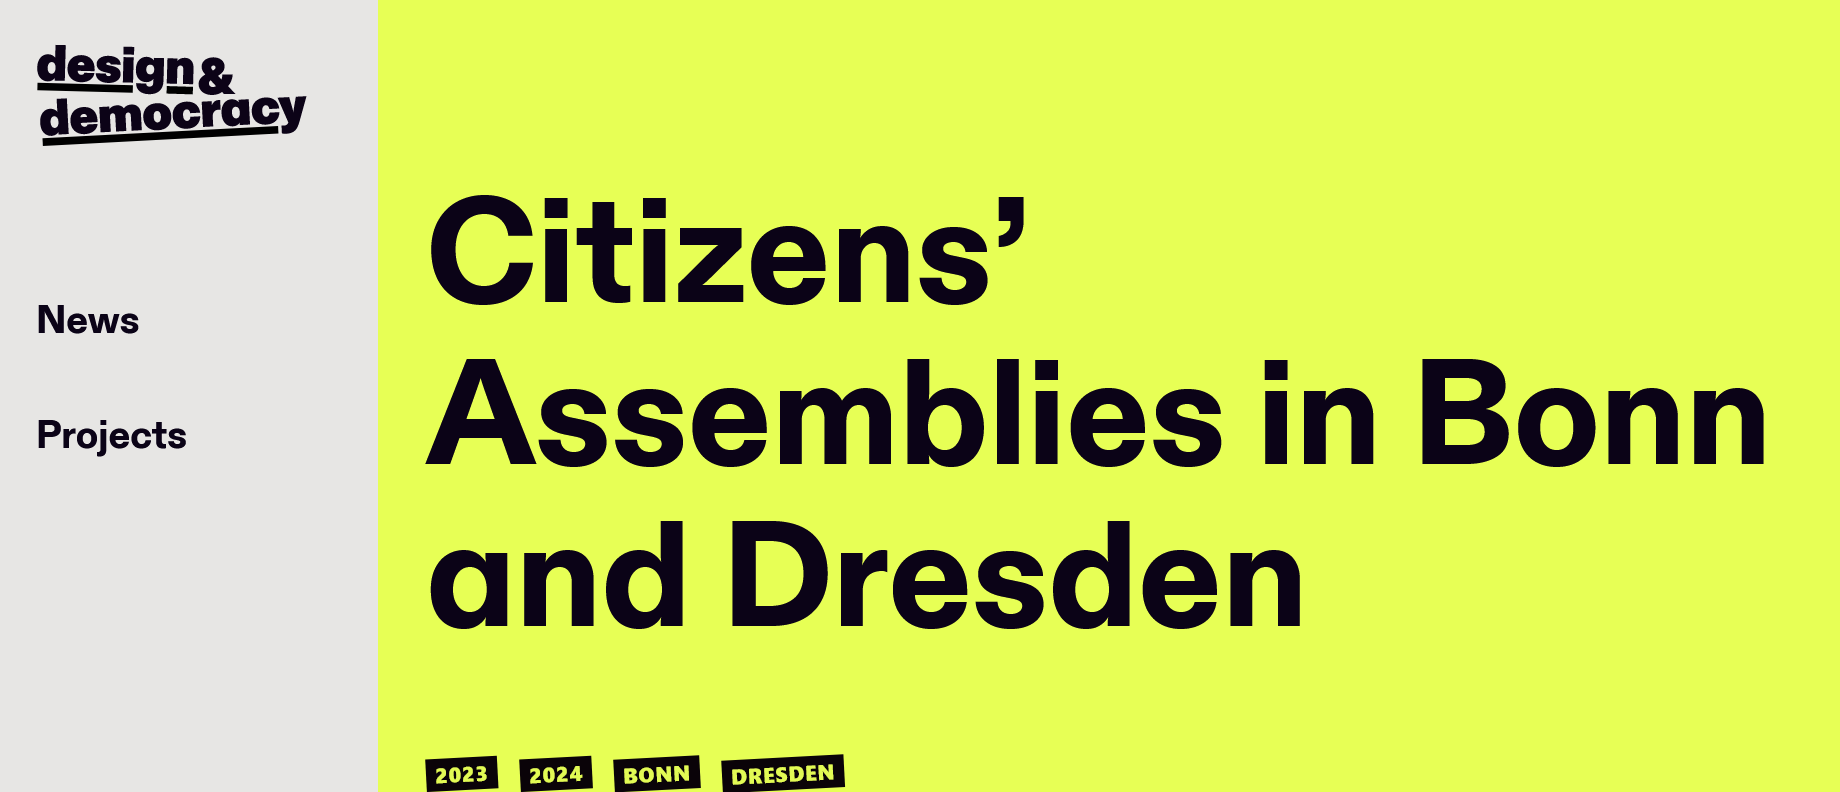 design &
democracy
News
Projects
Citizens’
Assemblies in Bonn
and Dresden
2023 2024 BONN DRESDEN